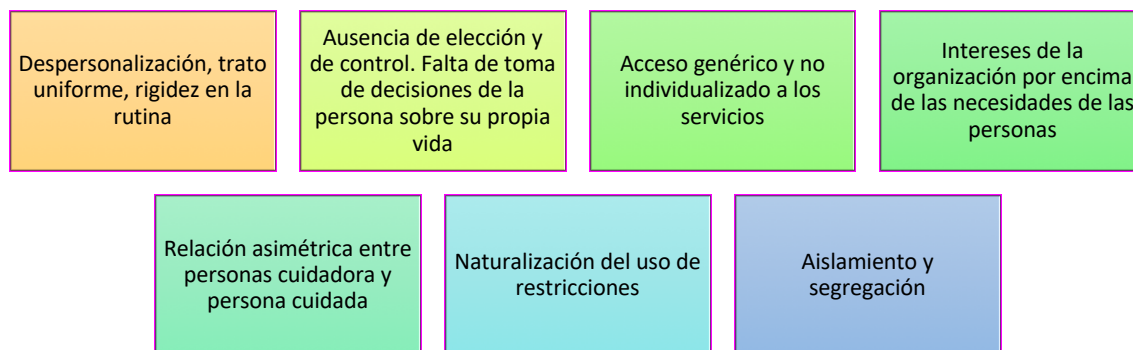 Despersonalización, trato
uniforme, rigidez en la
rutina
Ausencia de elección y
de control. Falta de toma
de decisiones de la
persona sobre su propia
vida
Acceso genérico y no
individualizado a los
servicios
Intereses de la
organización por encima
de las necesidades de las
personas
Relación asimétrica entre
personas cuidadora y
persona cuidada
Naturalización del uso de
restricciones
Aislamiento y
segregación